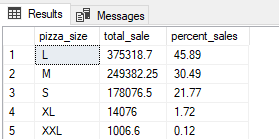 Results Messages
pizza_size total_sale percent_sales
1 L 375318.7 45.89
2 M 249382.25 30.49
3 S 178076.5 21.77
4 XL 14076 1.72
5 XXL 1006.6 0.12